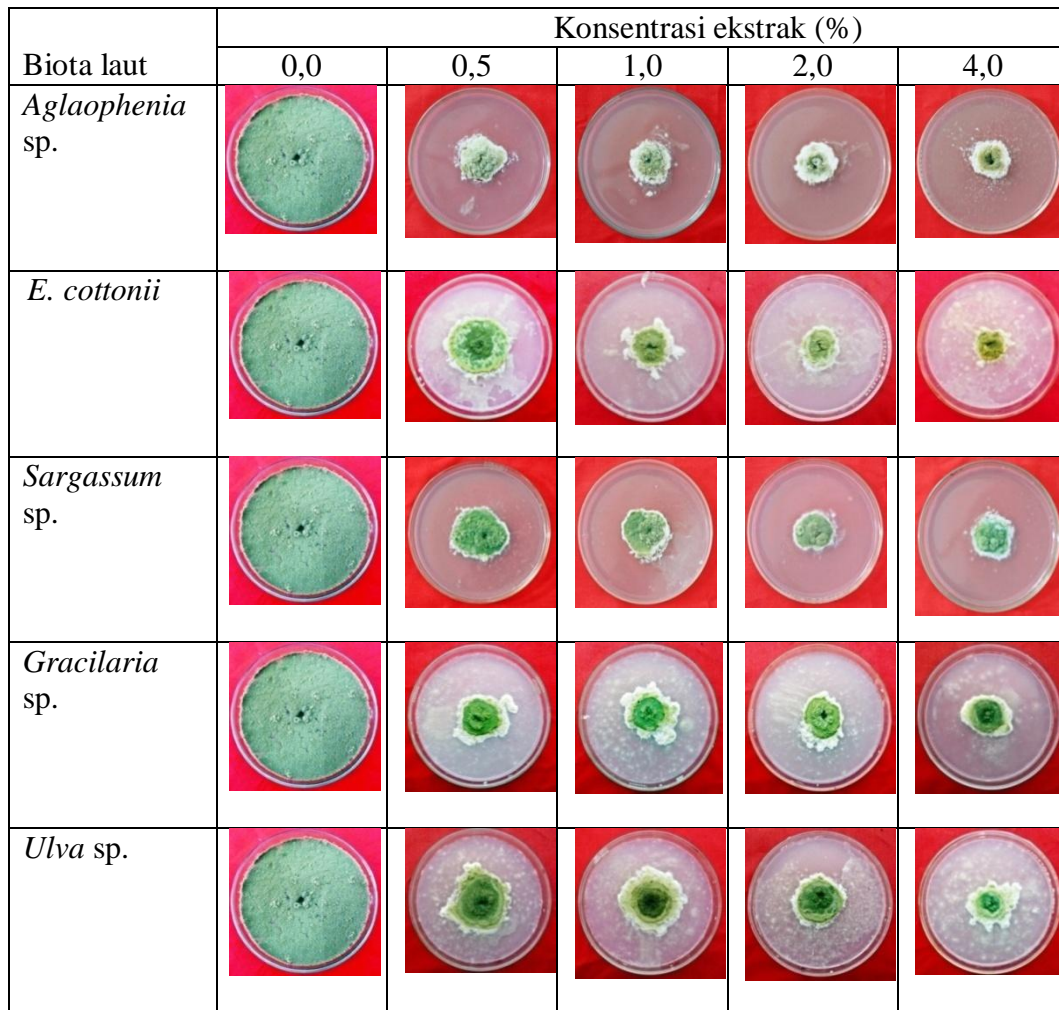 Konsentrasi ekstrak (%)
Biota laut
0,0
0,5
1,0
2,0
4,0
Aglaophenia
sp.
E. cottonii
Sargassum
sp.
Gracilaria
sp.
Ulva sp.